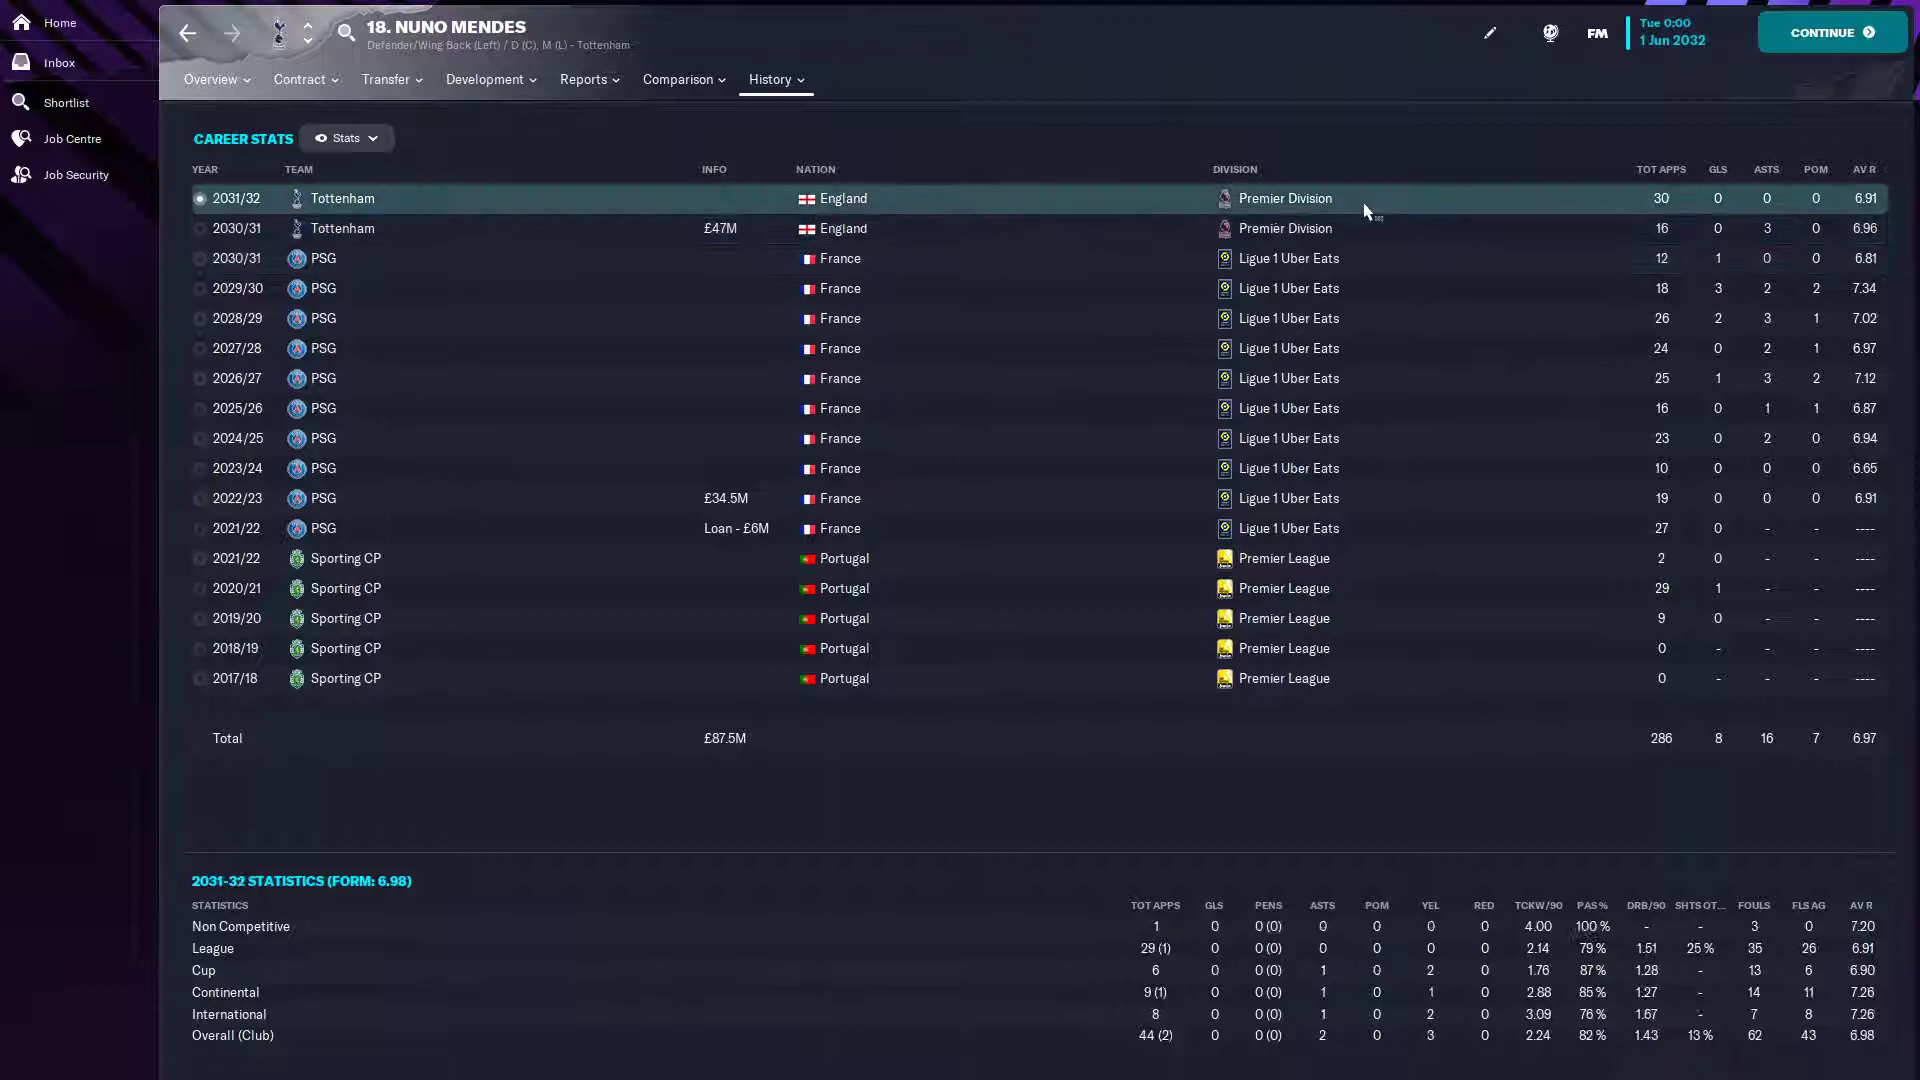 Home
Inbox
Shortlist
Job Centre
Job Security
18. NUNO MENDES
Defender/Wing Back (Left) / D (C), M (L) - Tottenham
FM
Tue 0:00
1 Jun 2032
CONTINUE
Overview Contract Transfer Development Reports Comparison History
CAREER STATS Stats
YEAR TEAM INFO NATION DIVISION TOT APPS GLS ASTS POM AV R
2031/32 Tottenham England Premier Division 30 0 0 0 6.91
2030/31 Tottenham £47M England Premier Division 16 0 3 0 6.96
2030/31 PSG France Ligue 1 Uber Eats 12 1 0 0 6.81
2029/30 PSG France Ligue 1 Uber Eats 18 3 2 2 7.34
2028/29 PSG France Ligue 1 Uber Eats 26 2 3 1 7.02
2027/28 PSG France Ligue 1 Uber Eats 24 0 2 1 6.97
2026/27 PSG France Ligue 1 Uber Eats 25 1 3 2 7.12
2025/26 PSG France Ligue 1 Uber Eats 16 0 1 1 6.87
2024/25 PSG France Ligue 1 Uber Eats 23 0 2 0 6.94
2023/24 PSG France Ligue 1 Uber Eats 10 0 0 0 6.65
2022/23 PSG £34.5M France Ligue 1 Uber Eats 19 0 0 0 6.91
2021/22 PSG Loan - £6M France Ligue 1 Uber Eats 27 0 - - ----
2021/22 Sporting CP Portugal Premier League 2 0 - - ----
2020/21 Sporting CP Portugal Premier League 29 1 - - ----
2019/20 Sporting CP Portugal Premier League 9 0 - - ----
2018/19 Sporting CP Portugal Premier League 0 - - - ----
2017/18 Sporting CP Portugal Premier League 0 - - - ----
Total £87.5M 286 8 16 7 6.97
2031-32 STATISTICS (FORM: 6.98)
STATISTICS TOT APPS GLS PENS ASTS POM YEL RED TCKW/90 PAS % DRB/90 SHTS OT... FOULS FLS AG AV R
Non Competitive 1 0 0 (0) 0 0 0 0 4.00 100 % - - 3 0 7.20
League 29 (1) 0 0 (0) 0 0 0 0 2.14 79 % 1.51 25 % 35 26 6.91
Cup 6 0 0 (0) 1 0 2 0 1.76 87 % 1.28 - 13 6 6.90
Continental 9 (1) 0 0 (0) 1 0 1 0 2.88 85 % 1.27 - 14 11 7.26
International 8 0 0 (0) 1 0 2 0 3.09 76 % 1.67 - 7 8 7.26
Overall (Club) 44 (2) 0 0 (0) 2 0 3 0 2.24 82 % 1.43 13 % 62 43 6.98